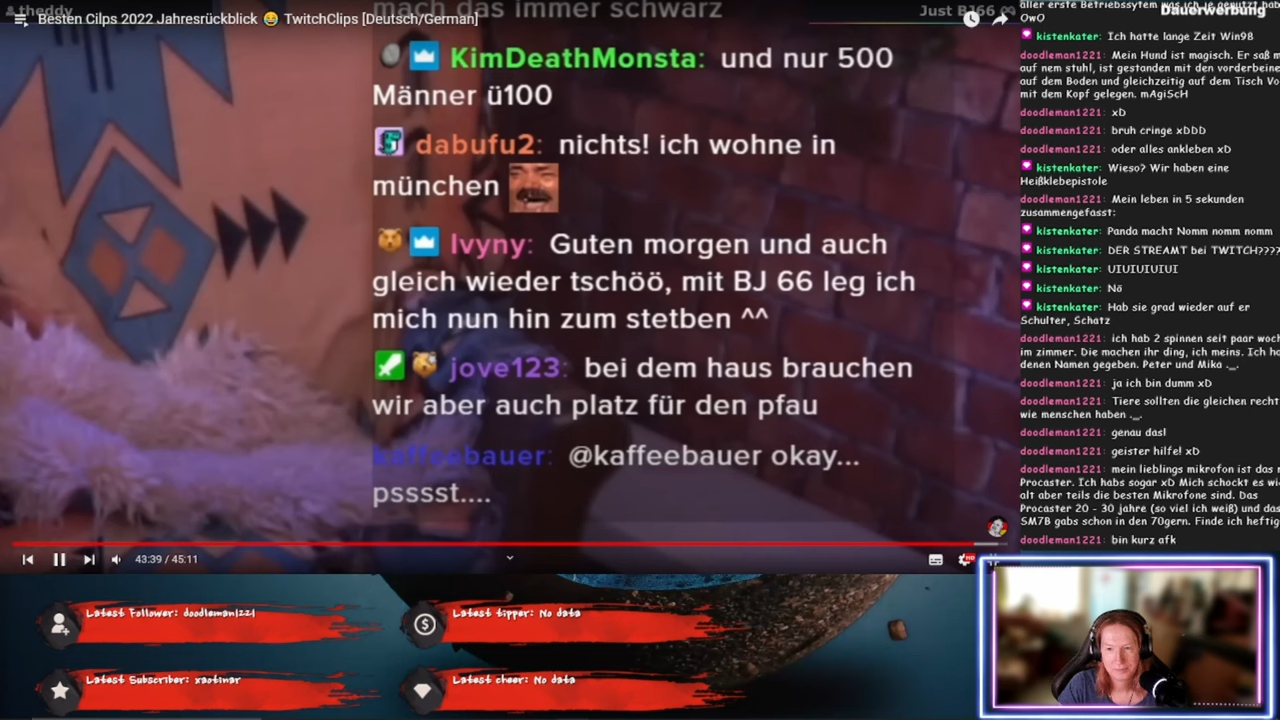 theddy
Besten Cilps 2022 Jahresrückblick 😂 TwitchClips [Deutsch/German]
mach das immer schwarz
Just BJ66
KimDeathMonsta: und nur 500
Männer ü100
dabufu2: nichts! ich wohne in
münchen
Ivyny: Guten morgen und auch
gleich wieder tschöö, mit BJ 66 leg ich
mich nun hin zum stetben ^^
jove123: bei dem haus brauchen
wir aber auch platz für den pfau
kaffeebauer: @kaffeebauer okay...
psssst....
43:39 / 45:11
HD
Dauerwerbung
OwO
kistenkater: Ich hatte lange Zeit Win98
doodleman1221: Mein Hund ist magisch. Er saß
auf nem stuhl, ist gestanden mit den vorderbeine
auf dem Boden und gleichzeitig auf dem Tisch Vo
mit dem Kopf gelegen. mAgiScH
doodleman1221: xD
doodleman1221: bruh cringe xDDD
doodleman1221: oder alles ankleben xD
kistenkater: Wieso? Wir haben eine
Heißklebepistole
doodleman1221: Mein leben in 5 sekunden
zusammengefasst:
kistenkater: Panda macht Nomm nomm nomm
kistenkater: DER STREAMT bei TWITCH????
kistenkater: UIUIUIUIUI
kistenkater: Nö
kistenkater: Hab sie grad wieder auf er
Schulter, Schatz
doodleman1221: ich hab 2 spinnen seit paar woch
im zimmer. Die machen ihr ding, ich meins. Ich ha
denen Namen gegeben. Peter und Mika ._.
doodleman1221: ja ich bin dumm xD
doodleman1221: Tiere sollten die gleichen recht
wie menschen haben ._.
doodleman1221: genau das!
doodleman1221: geister hilfe! xD
doodleman1221: mein lieblings mikrofon ist das
Procaster. Ich habs sogar xD Mich schockt es wie
alt aber teils die besten Mikrofone sind. Das
Procaster 20 - 30 jahre (so viel ich weiß) und das
SM7B gabs schon in den 70gern. Finde ich heftig
doodleman1221: bin kurz afk
Latest Follower: doodleman1221
Latest tipper: No data
Latest Subscriber: xaotinar
Latest cheer: No data